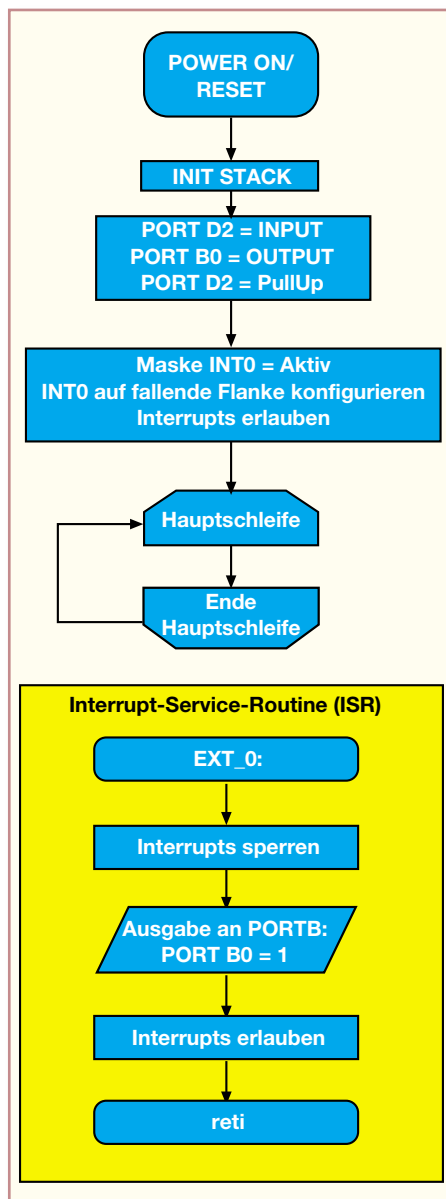 POWER ON/
RESET
INIT STACK
PORT D2 = INPUT
PORT B0 = OUTPUT
PORT D2 = PullUp
Maske INT0 = Aktiv
INT0 auf fallende Flanke konfigurieren
Interrupts erlauben
Hauptschleife
Ende
Hauptschleife
Interrupt-Service-Routine (ISR)
EXT_0:
Interrupts sperren
Ausgabe an PORTB:
PORT B0 = 1
Interrupts erlauben
reti